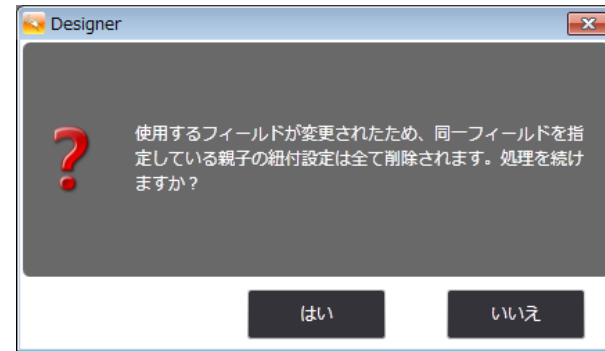 Designer
使用するフィールドが変更されたため、同一フィールドを指
定している親子の紐付設定は全て削除されます。処理を続け
ますか？
はい
いいえ